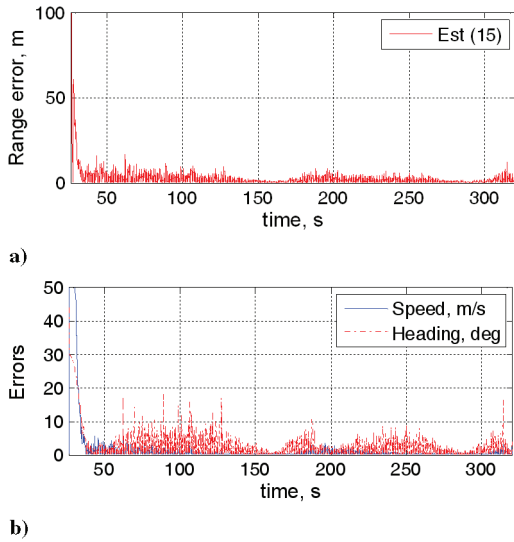 100
50
0
Range error, m
Est (15)
50 100 150 200 250 300
time, s
a)
50
40
30
20
10
0
Errors
Speed, m/s
Heading, deg
50 100 150 200 250 300
time, s
b)